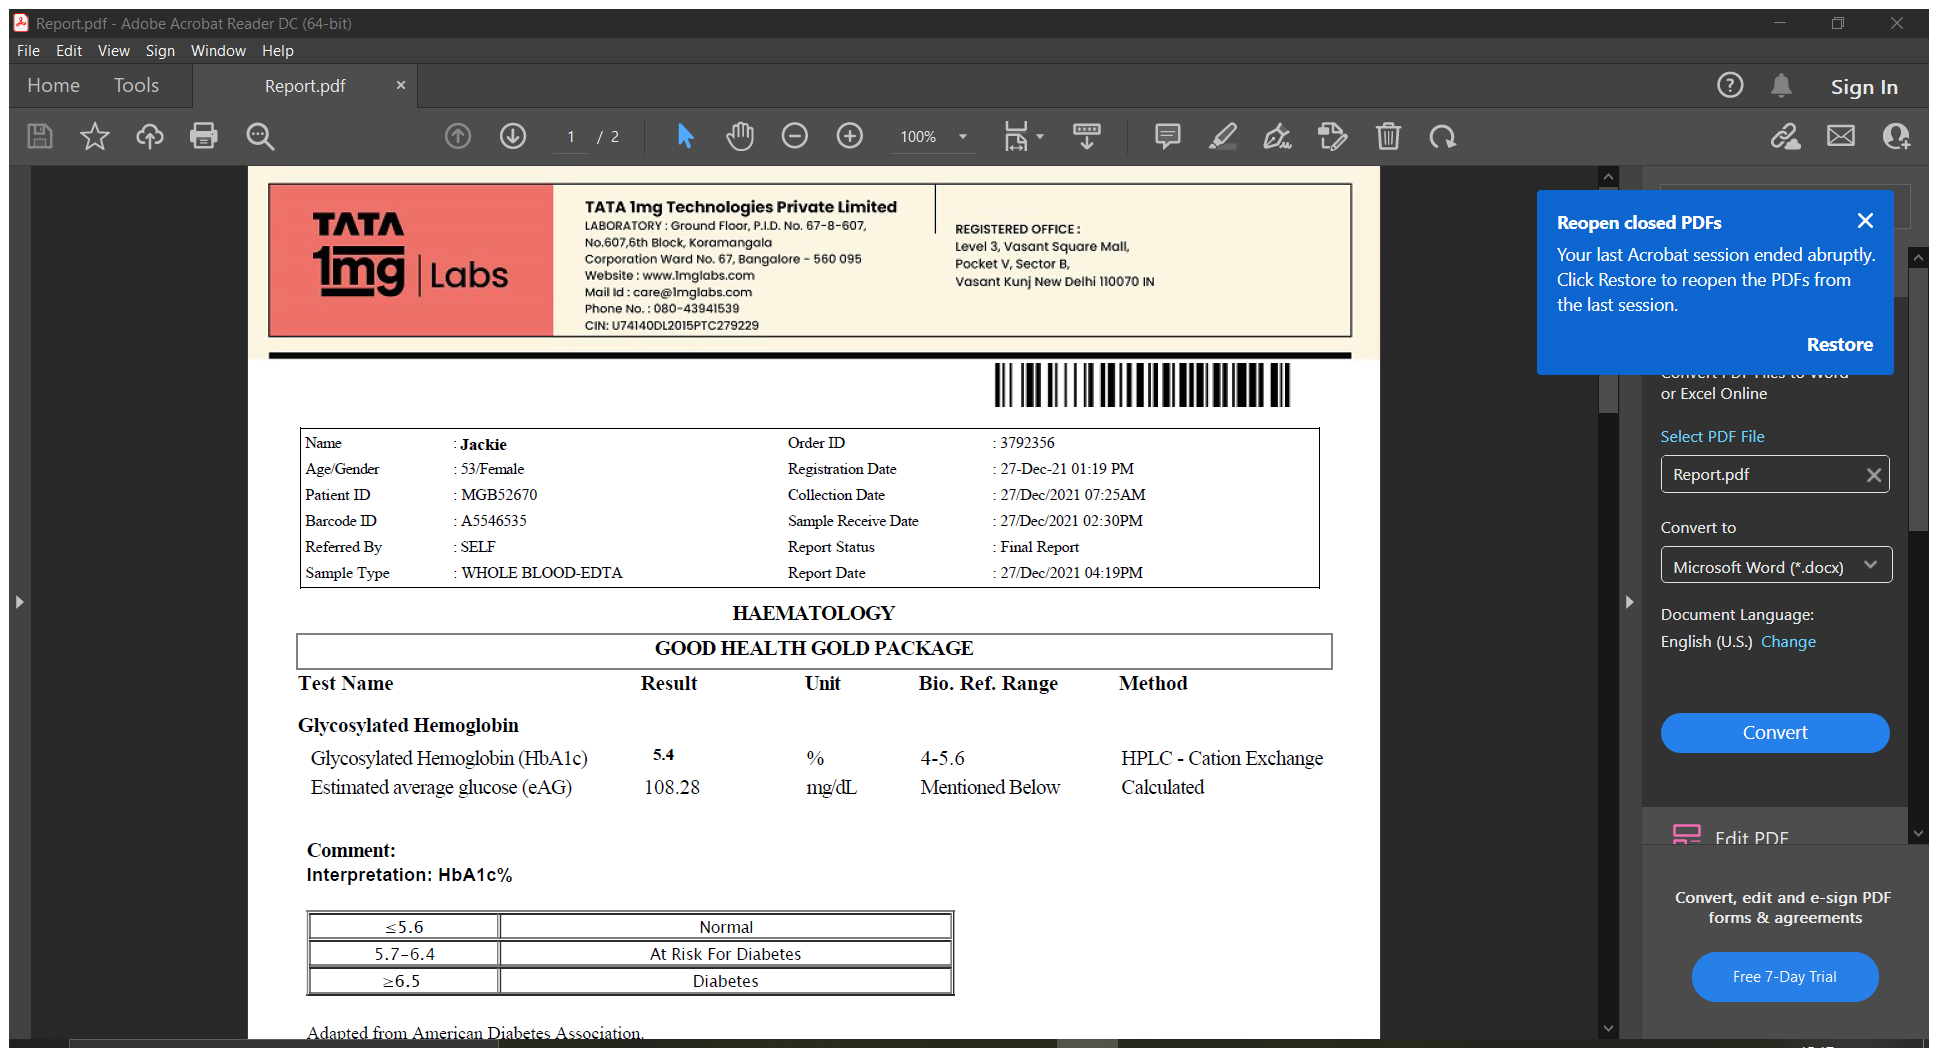 Report.pdf - Adobe Acrobat Reader DC (64-bit)
File Edit View Sign Window Help
Home Tools Report.pdf × Sign In
1 / 2 100%
TATA
1mg Labs
TATA 1mg Technologies Private Limited
LABORATORY : Ground Floor, P.I.D. No. 67-8-607,
No.607,6th Block, Koramangala
Corporation Ward No. 67, Bangalore - 560 095
Website : www.1mglabs.com
Mail Id : care@1mglabs.com
Phone No. : 080-43941539
CIN: U74140DL2015PTC279229
REGISTERED OFFICE :
Level 3, Vasant Square Mall,
Pocket V, Sector B,
Vasant Kunj New Delhi 110070 IN
Name : Jackie Order ID : 3792356
Age/Gender : 53/Female Registration Date : 27-Dec-21 01:19 PM
Patient ID : MGB52670 Collection Date : 27/Dec/2021 07:25AM
Barcode ID : A5546535 Sample Receive Date : 27/Dec/2021 02:30PM
Referred By : SELF Report Status : Final Report
Sample Type : WHOLE BLOOD-EDTA Report Date : 27/Dec/2021 04:19PM
HAEMATOLOGY
GOOD HEALTH GOLD PACKAGE
Test Name Result Unit Bio. Ref. Range Method
Glycosylated Hemoglobin
Glycosylated Hemoglobin (HbA1c) 5.4 % 4-5.6 HPLC - Cation Exchange
Estimated average glucose (eAG) 108.28 mg/dL Mentioned Below Calculated
Comment:
Interpretation: HbA1c%
≤5.6 Normal
5.7-6.4 At Risk For Diabetes
≥6.5 Diabetes
Adapted from American Diabetes Association.
Reopen closed PDFs
Your last Acrobat session ended abruptly.
Click Restore to reopen the PDFs from
the last session.
Restore
Convert PDF Files to Word
or Excel Online
Select PDF File
Report.pdf
Convert to
Microsoft Word (*.docx)
Document Language:
English (U.S.) Change
Convert
Edit PDF
Convert, edit and e-sign PDF
forms & agreements
Free 7-Day Trial